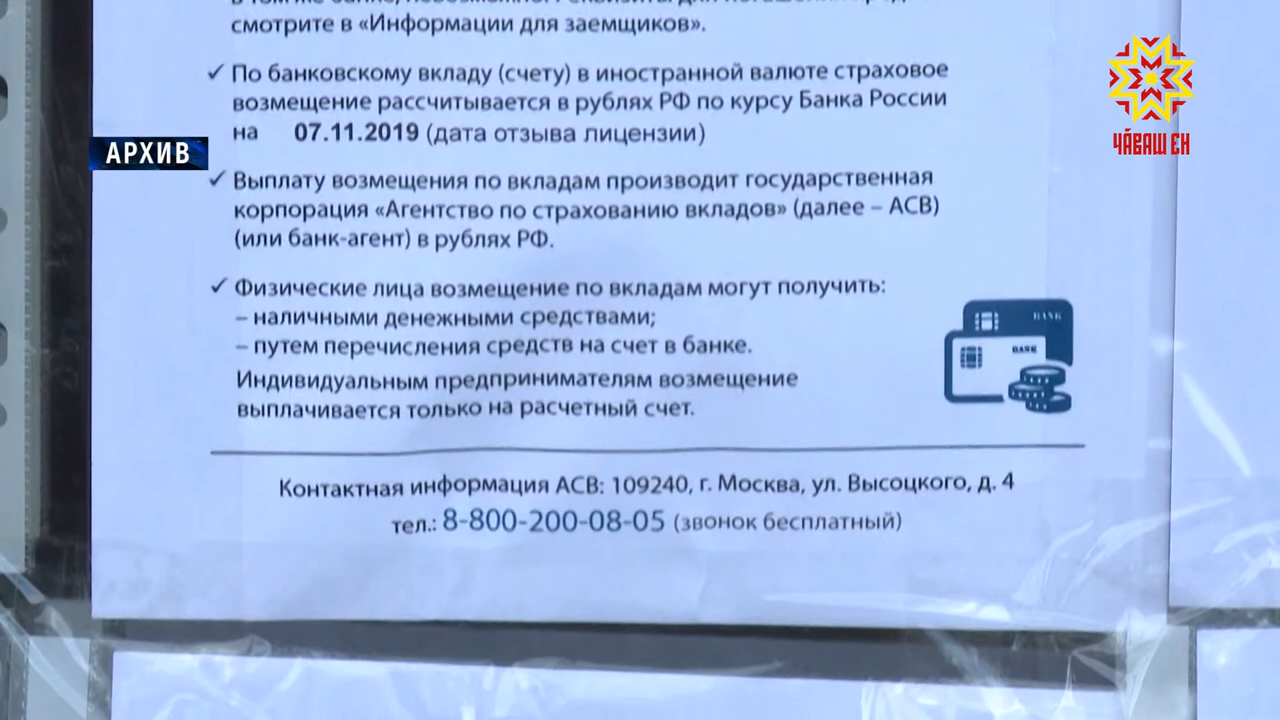 смотрите в «Информации для заемщиков».
✓ По банковскому вкладу (счету) в иностранной валюте страховое
возмещение рассчитывается в рублях РФ по курсу Банка России
на 07.11.2019 (дата отзыва лицензии)
АРХИВ
ЧӐВАШ ЕН
✓ Выплату возмещения по вкладам производит государственная
корпорация «Агентство по страхованию вкладов» (далее – АСВ)
(или банк-агент) в рублях РФ.
✓ Физические лица возмещение по вкладам могут получить:
– наличными денежными средствами;
– путем перечисления средств на счет в банке.
Индивидуальным предпринимателям возмещение
выплачивается только на расчетный счет.
BANK
BANK
Контактная информация АСВ: 109240, г. Москва, ул. Высоцкого, д. 4
тел.: 8-800-200-08-05 (звонок бесплатный)